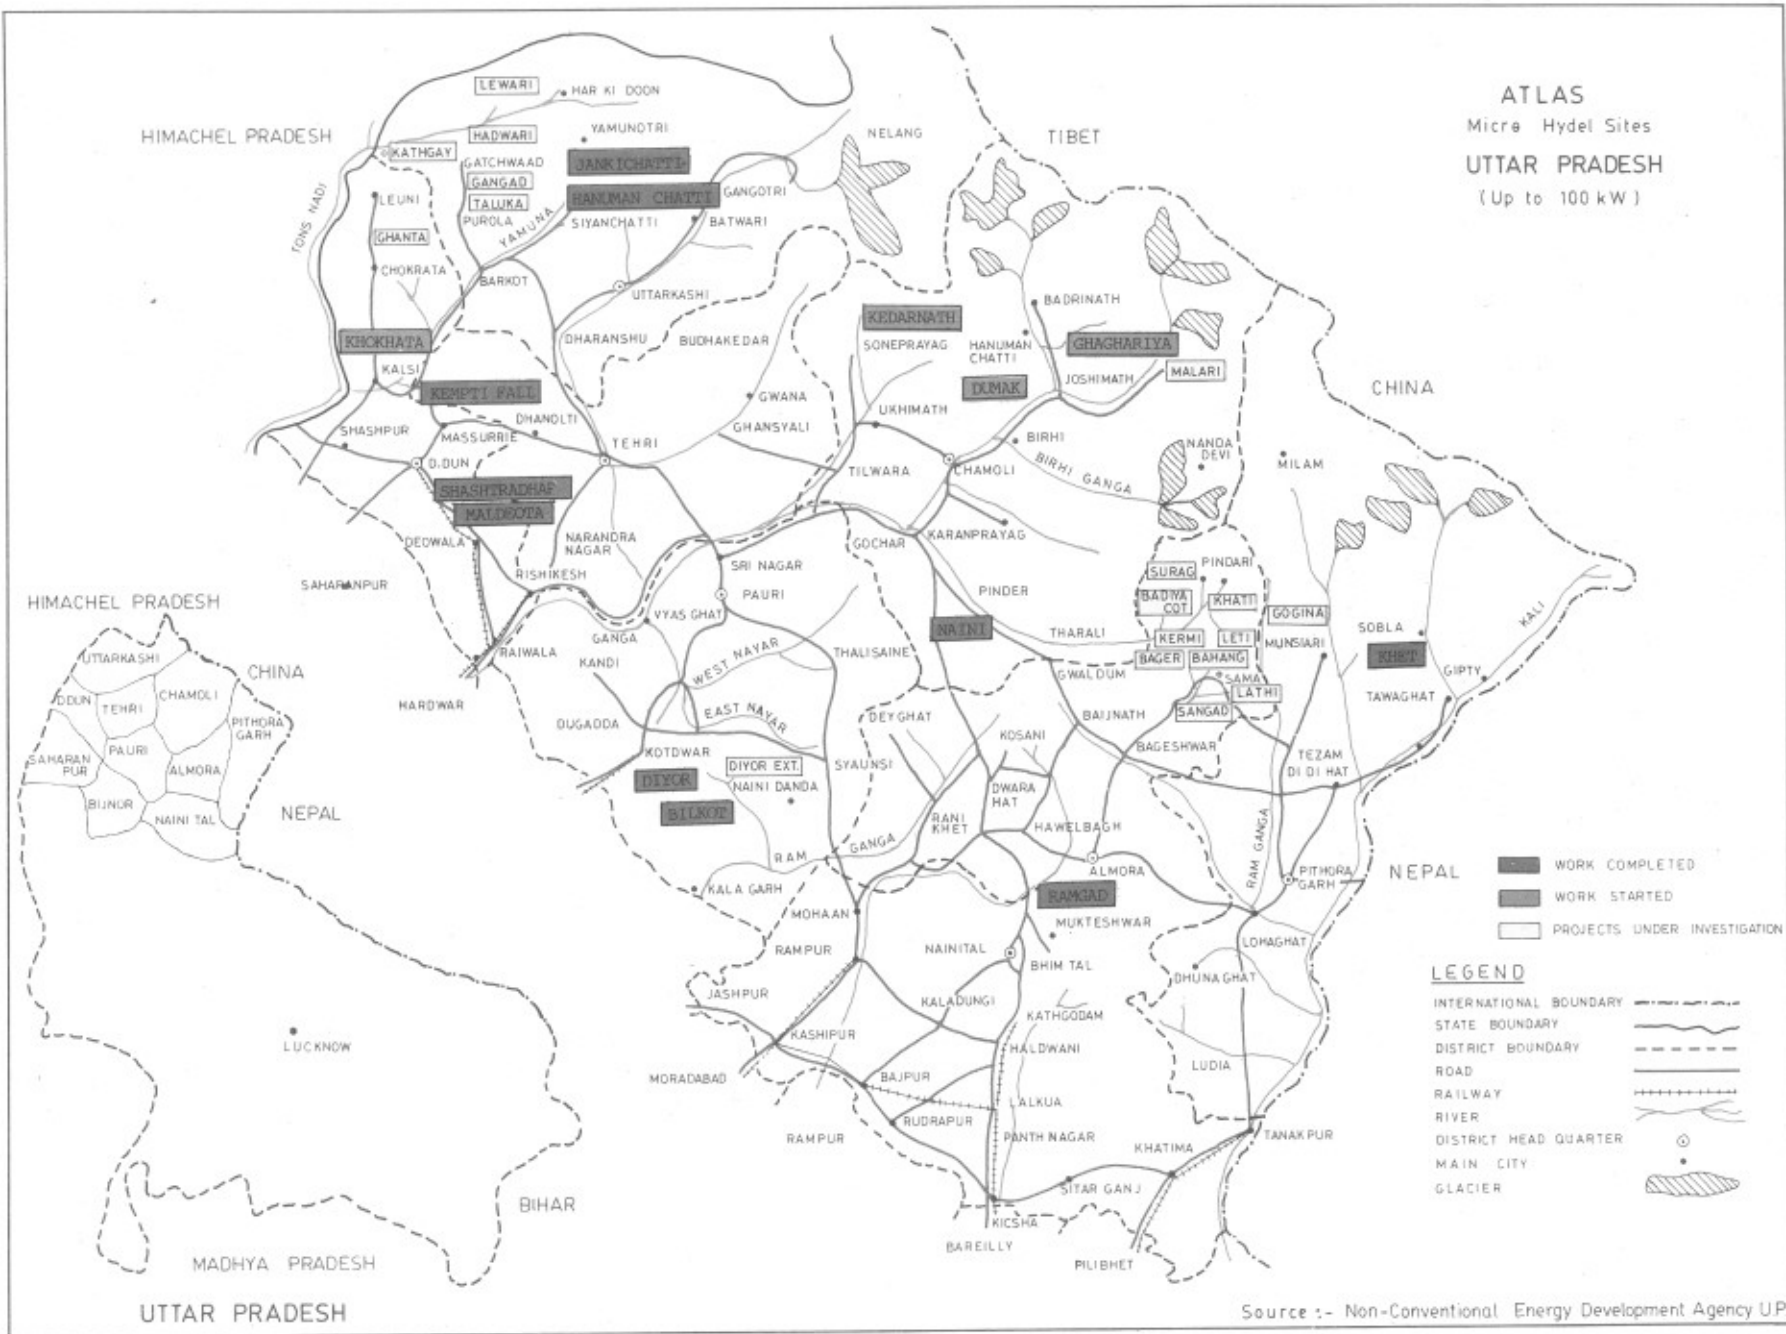 ATLAS
Micro Hydel Sites
UTTAR PRADESH
(Up to 100 kW)
HIMACHEL PRADESH
TIBET
CHINA
NEPAL
LEWARI
HAR KI DOON
HADWARI
YAMUNOTRI
NELANG
KATHGAY
GATCHWAAD
JANKICHATTI
GANGAD
HANUMAN CHATTI
GANGOTRI
LEUNI
TALUKA
PUROLA
YAMUNA
SIYANCHATTI
BATWARI
TONS NADI
GHANTA
CHOKRATA
BARKOT
UTTARKASHI
BADRINATH
KHOKHATA
DHARANSHU
BUDHAKEDAR
KEDARNATH
SONEPRAYAG
HANUMAN
CHATTI
GHAGHARIYA
KALSI
KEMPTI FALL
DUMAK
JOSHIMATH
MALARI
GWANA
UKHIMATH
SHASHPUR
MASSURRIE
DHANOLTI
TEHRI
GHANSYALI
BIRHI
NANDA
DEVI
MILAM
D.DUN
TILWARA
CHAMOLI
BIRHI GANGA
SHASHTRADHAR
MALDEOTA
DEOWALA
NARANDRA
NAGAR
GOCHAR
KARANPRAYAG
SAHARANPUR
RISHIKESH
SRI NAGAR
PAURI
PINDER
SURAG
PINDARI
BADIYA
COT
KHATI
GOGINA
SOBLA
KALI
VYAS GHAT
GANGA
NAINI
THARALI
KERMI
LETI
MUNSIARI
KHET
RAIWALA
KANDI
WEST NAYAR
THALISAINE
BAGER
BAHANG
GWALDUM
SAMA
LATHI
GIPTY
TAWAGHAT
HARDWAR
DUGADDA
EAST NAYAR
DEYGHAT
SANGAD
BAIJNATH
KOTDWAR
KOSANI
BAGESHWAR
TEZAM
DI DI HAT
DIYOR
DIYOR EXT.
SYAUNSI
NAINI DANDA
DWARA
HAT
BILKOT
RANI
KHET
HAWELBAGH
RAM GANGA
RAM GANGA
KALA GARH
ALMORA
PITHORA
GARH
NEPAL
MOHAAN
RAMGAD
MUKTESHWAR
RAMPUR
NAINITAL
BHIM TAL
LOHAGHAT
DHUNAGHAT
JASHPUR
KALADUNGI
KATHGODAM
KASHIPUR
HALDWANI
MORADABAD
BAJPUR
LUDIA
LALKUA
RUDRAPUR
RAMPUR
PANTH NAGAR
KHATIMA
TANAKPUR
SITAR GANJ
KICSHA
BAREILLY
PILIBHET
HIMACHEL PRADESH
UTTARKASHI
CHINA
D.DUN
TEHRI
CHAMOLI
PITHORA
GARH
SAHARAN
PUR
PAURI
ALMORA
BIJNOR
NAINI TAL
LUCKNOW
BIHAR
MADHYA PRADESH
UTTAR PRADESH
WORK COMPLETED
WORK STARTED
PROJECTS UNDER INVESTIGATION
LEGEND
INTERNATIONAL BOUNDARY
STATE BOUNDARY
DISTRICT BOUNDARY
ROAD
RAILWAY
RIVER
DISTRICT HEAD QUARTER
MAIN CITY
GLACIER
Source :- Non-Conventional Energy Development Agency U.P